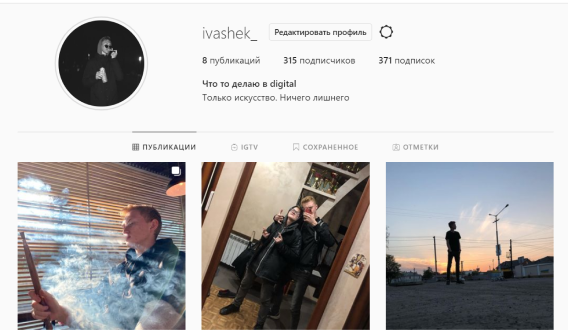 ivashek_ Редактировать профиль
8 публикаций 315 подписчиков 371 подписок
Что то делаю в digital
Только искусство. Ничего лишнего
ПУБЛИКАЦИИ IGTV СОХРАНЕННОЕ ОТМЕТКИ